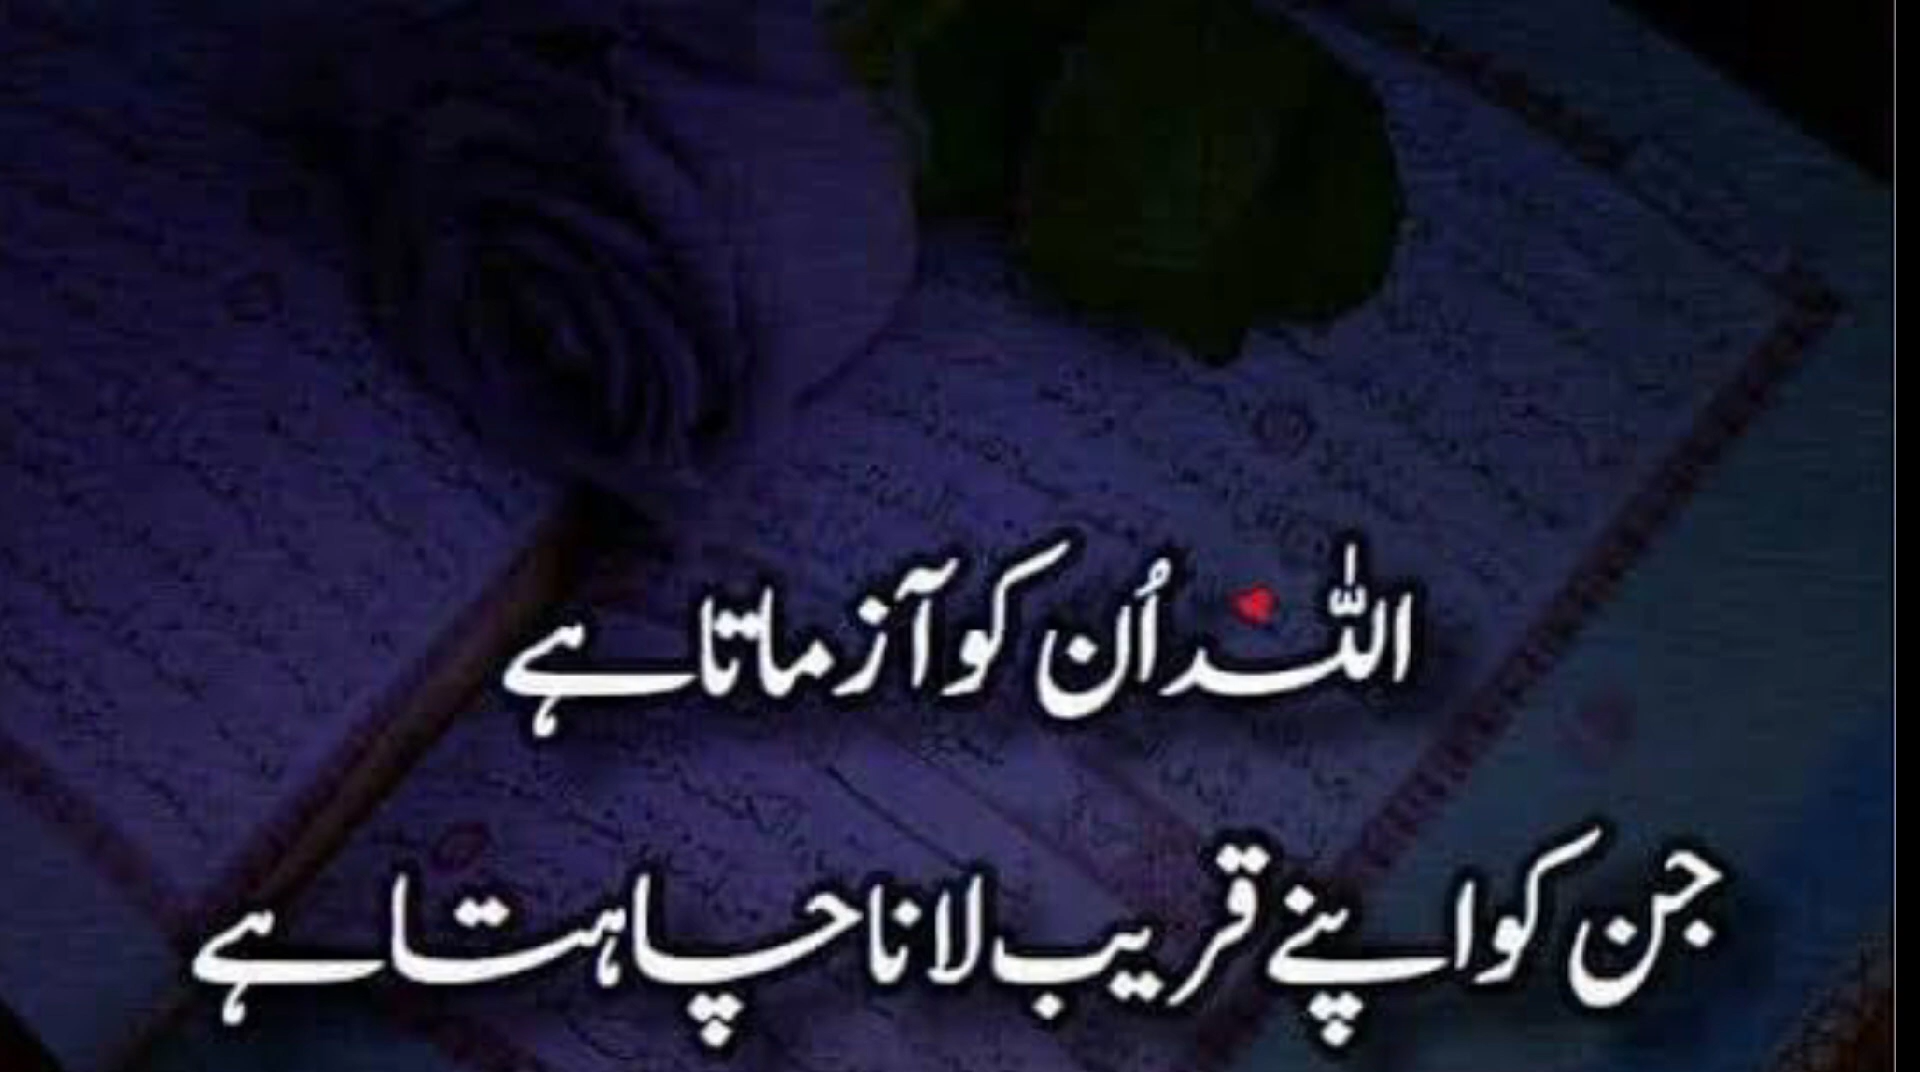 اللہ اُن کو آزماتا ہے
جن کو اپنے قریب لانا چاہتا ہے